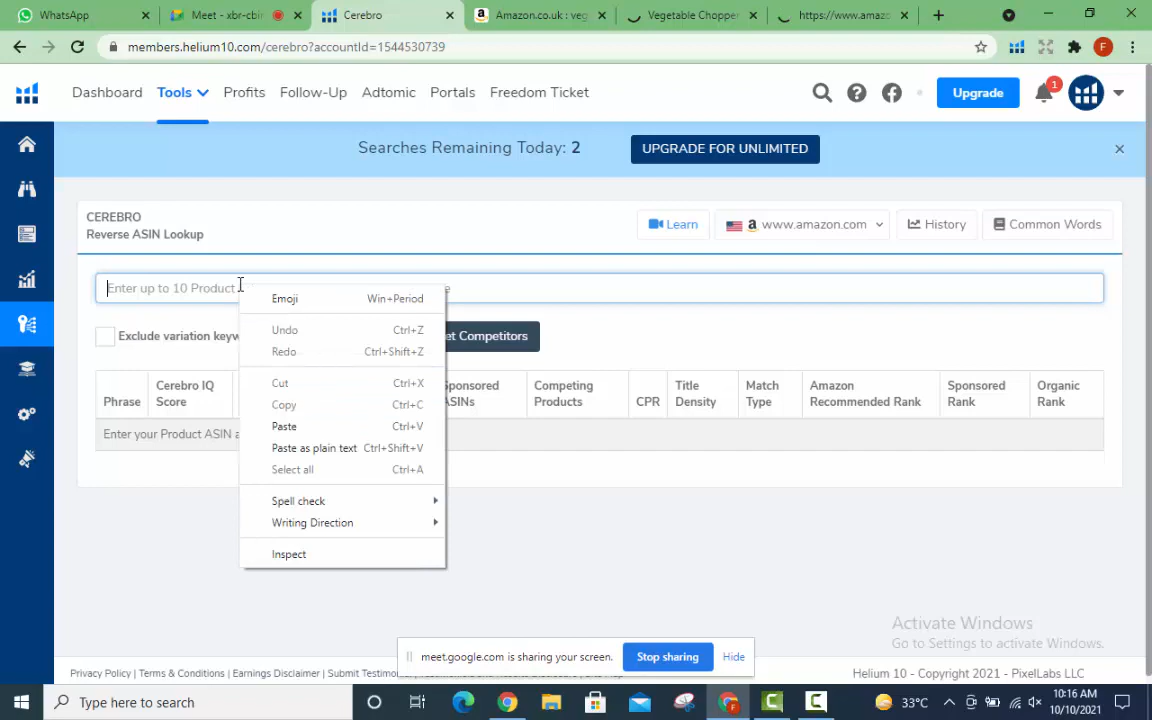 WhatsApp
Meet - xbr-cbir
Cerebro
Amazon.co.uk : veg
Vegetable Chopper
https://www.amazo
members.helium10.com/cerebro?accountId=1544530739
F
Dashboard
Tools
Profits
Follow-Up
Adtomic
Portals
Freedom Ticket
Upgrade
1
Searches Remaining Today: 2
UPGRADE FOR UNLIMITED
CEREBRO
Reverse ASIN Lookup
Learn
www.amazon.com
History
Common Words
Enter up to 10 Product
Exclude variation keyw
et Competitors
Emoji Win+Period
Undo Ctrl+Z
Redo Ctrl+Shift+Z
Cut Ctrl+X
Copy Ctrl+C
Paste Ctrl+V
Paste as plain text Ctrl+Shift+V
Select all Ctrl+A
Spell check
Writing Direction
Inspect
Phrase
Cerebro IQ
Score
Sponsored
ASINs
Competing
Products
CPR
Title
Density
Match
Type
Amazon
Recommended Rank
Sponsored
Rank
Organic
Rank
Enter your Product ASIN a
Activate Windows
Go to Settings to activate Windows.
meet.google.com is sharing your screen.
Stop sharing
Hide
Privacy Policy | Terms & Conditions | Earnings Disclaimer | Submit Testimo
Helium 10 - Copyright 2021 - PixelLabs LLC
Type here to search
33°C
10:16 AM
10/10/2021